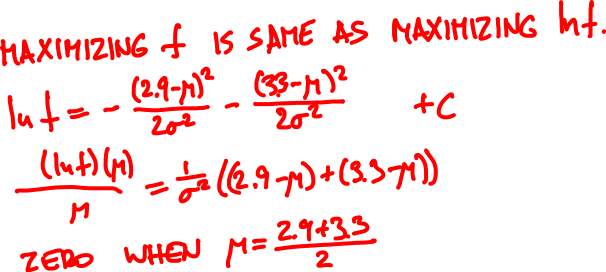 MAXIMIZING f IS SAME AS MAXIMIZING ln f.
ln f = - (2.9-μ)²/2σ² - (3.3-μ)²/2σ² + C
(ln f)(μ)/μ = 1/σ² ((2.9-μ)+(3.3-μ))
ZERO WHEN μ = 2.9+3.3/2